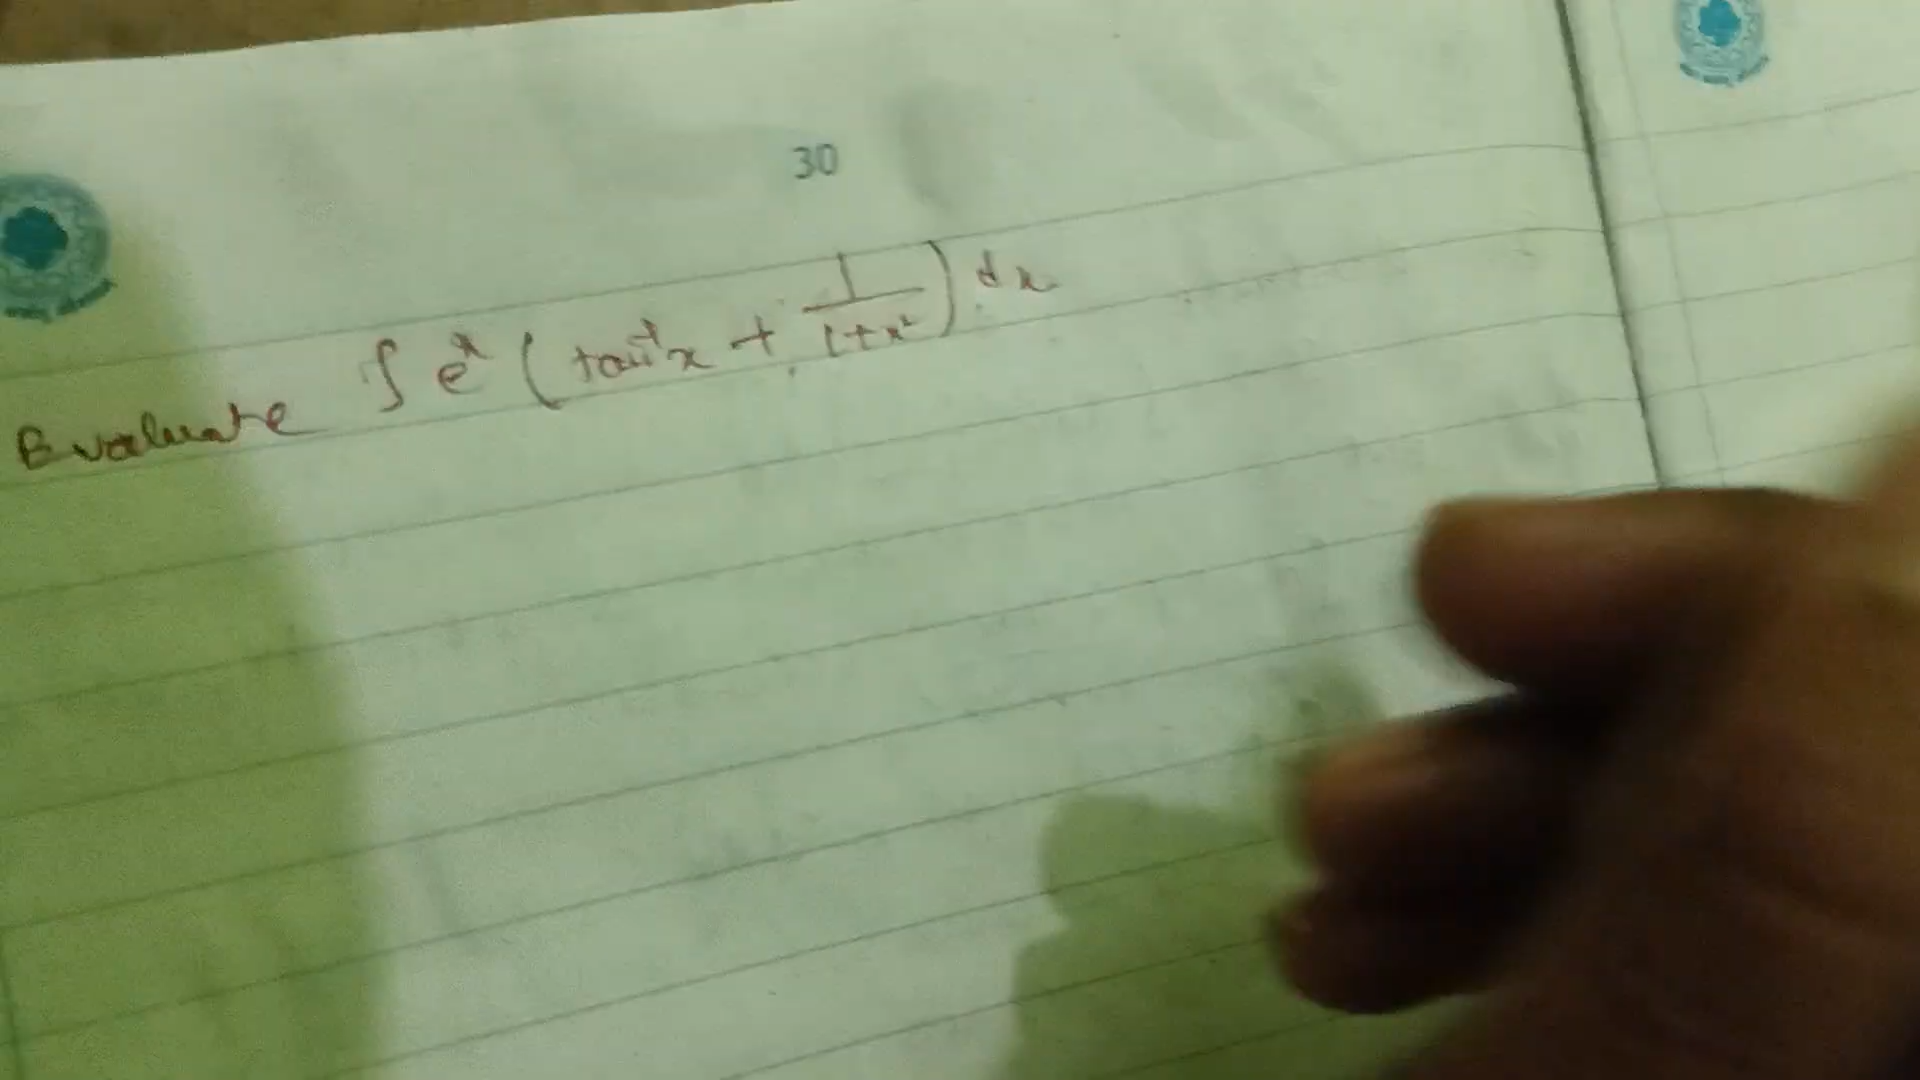 30
Evaluate ∫ eˣ ( tan⁻¹x + 1/(1+x²) ) dx